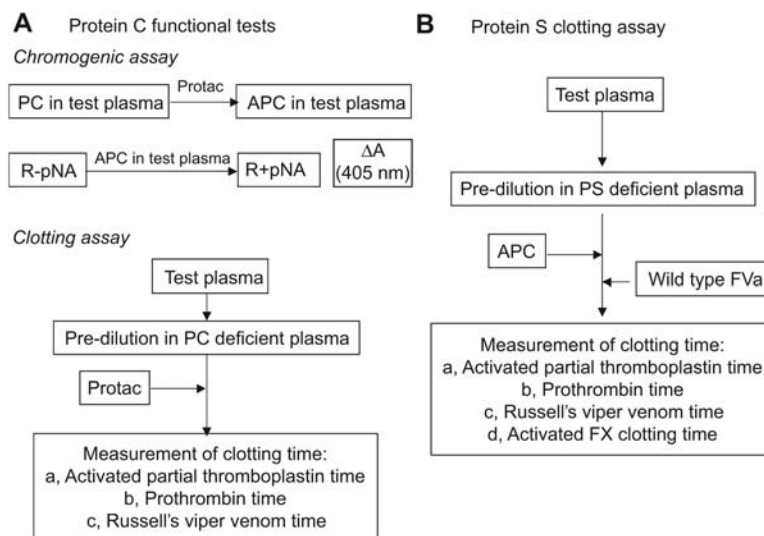 A Protein C functional tests
Chromogenic assay
PC in test plasma
Protac
APC in test plasma
R-pNA
APC in test plasma
R+pNA
ΔA
(405 nm)
Clotting assay
Test plasma
Pre-dilution in PC deficient plasma
Protac
Measurement of clotting time:
a, Activated partial thromboplastin time
b, Prothrombin time
c, Russell's viper venom time
B Protein S clotting assay
Test plasma
Pre-dilution in PS deficient plasma
APC
Wild type FVa
Measurement of clotting time:
a, Activated partial thromboplastin time
b, Prothrombin time
c, Russell's viper venom time
d, Activated FX clotting time